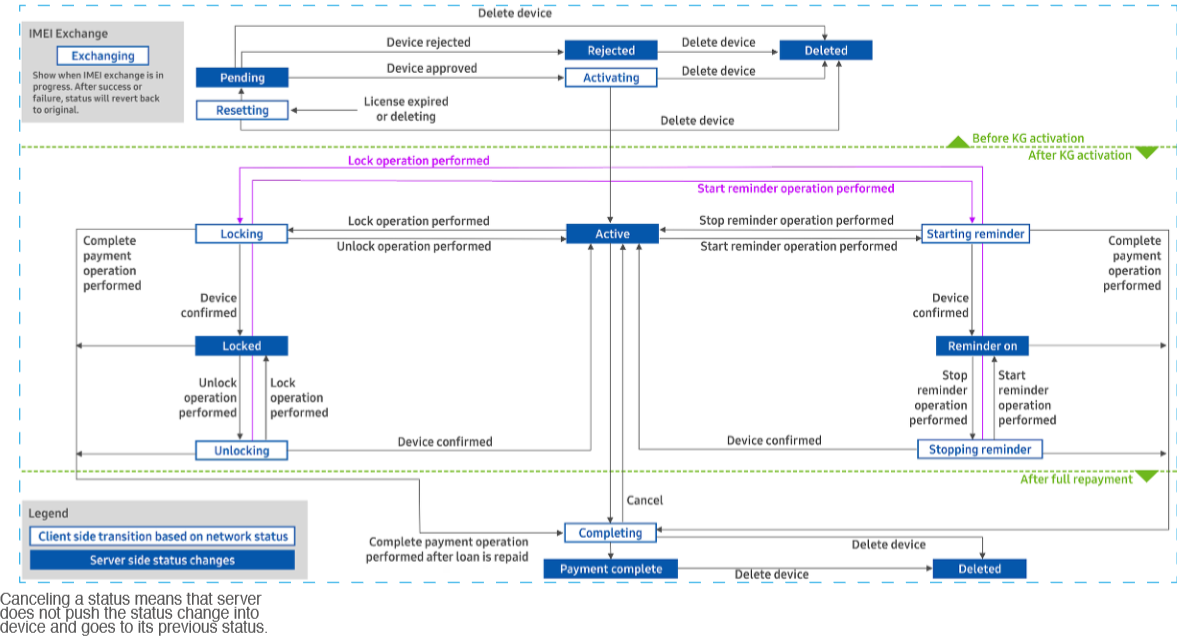 Delete device
IMEI Exchange
Exchanging
Show when IMEI exchange is in
progress. After success or
failure, status will revert back
to original.
Device rejected
Rejected
Delete device
Deleted
Pending
Device approved
Activating
Delete device
Resetting
License expired
or deleting
Delete device
Before KG activation
After KG activation
Lock operation performed
Start reminder operation performed
Locking
Lock operation performed
Unlock operation performed
Active
Stop reminder operation performed
Start reminder operation performed
Starting reminder
Complete
payment
operation
performed
Complete
payment
operation
performed
Device
confirmed
Device
confirmed
Locked
Reminder on
Unlock
operation
performed
Lock
operation
performed
Stop
reminder
operation
performed
Start
reminder
operation
performed
Unlocking
Device confirmed
Device confirmed
Stopping reminder
After full repayment
Legend
Client side transition based on network status
Server side status changes
Cancel
Completing
Complete payment operation
performed after loan is repaid
Delete device
Payment complete
Delete device
Deleted
Canceling a status means that server
does not push the status change into
device and goes to its previous status.